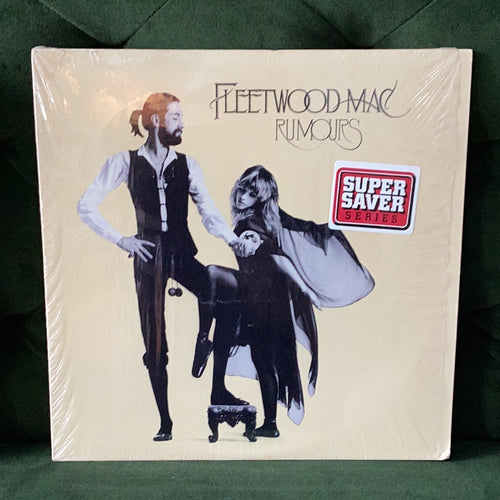 FLEETWOOD MAC
RUMOURS
SUPER
SAVER
SERIES